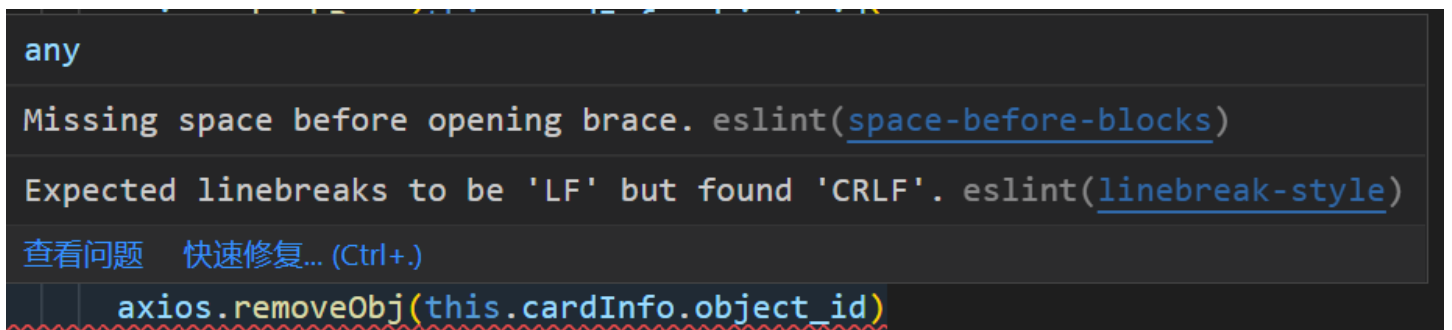 any
Missing space before opening brace. eslint(space-before-blocks)
Expected linebreaks to be 'LF' but found 'CRLF'. eslint(linebreak-style)
查看问题 快速修复... (Ctrl+.)
axios.removeObj(this.cardInfo.object_id)